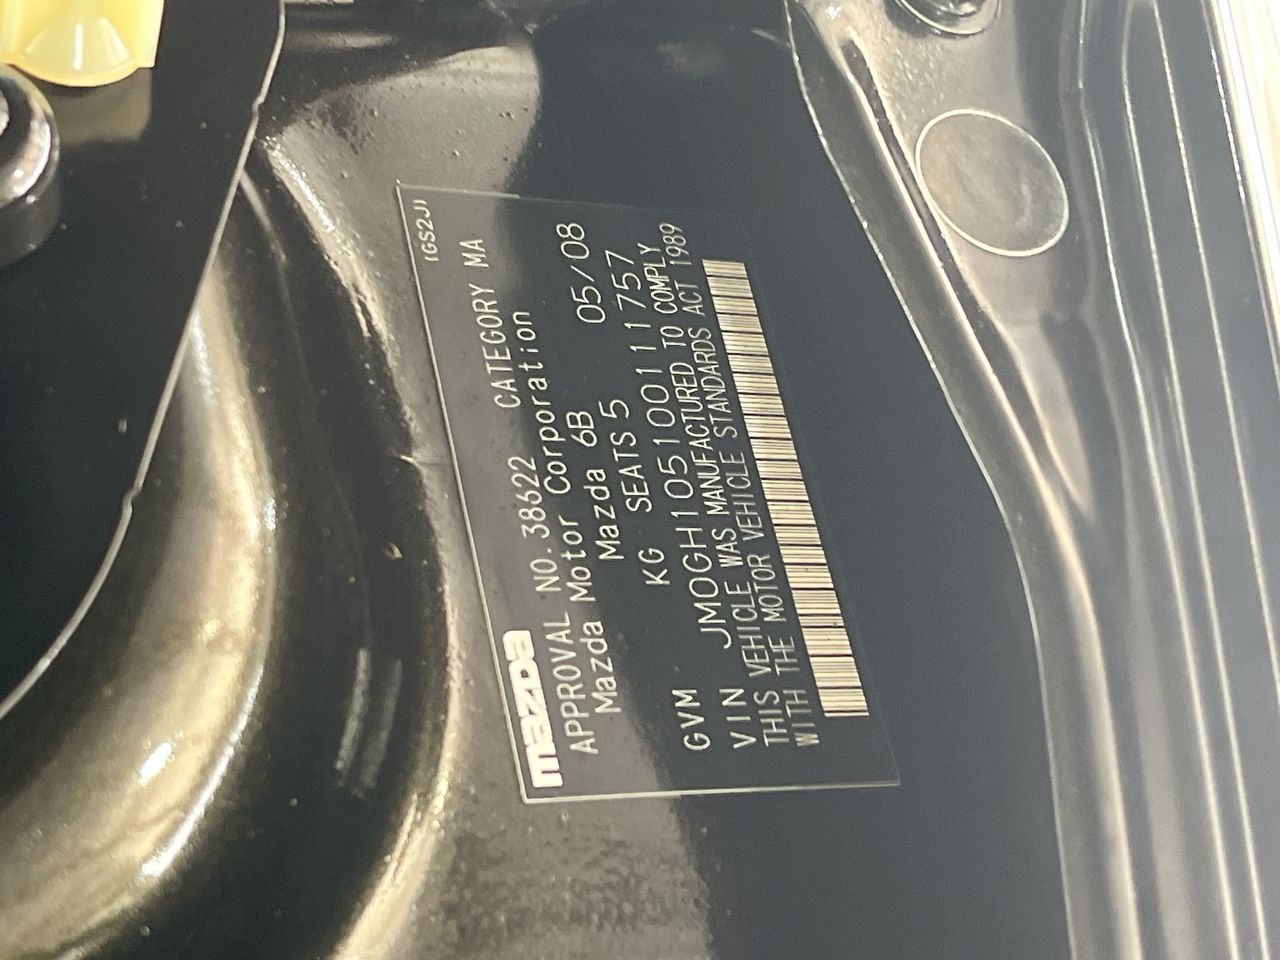 (GS2J)
mazda
APPROVAL NO. 38622 CATEGORY MA
Mazda Motor Corporation
Mazda 6B 05/08
GVM KG SEATS 5
VIN JM0GH105100111757
THIS VEHICLE WAS MANUFACTURED TO COMPLY
WITH THE MOTOR VEHICLE STANDARDS ACT 1989